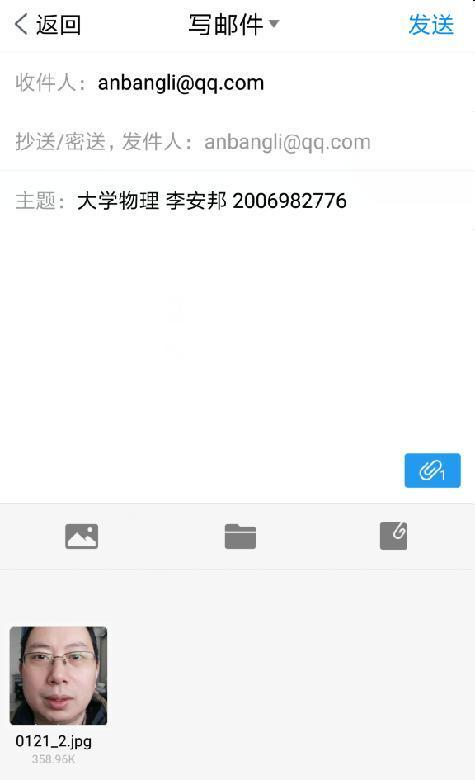 返回 写邮件 发送
收件人：anbangli@qq.com
抄送/密送，发件人：anbangli@qq.com
主题：大学物理 李安邦 2006982776
1
0121_2.jpg
358.96K